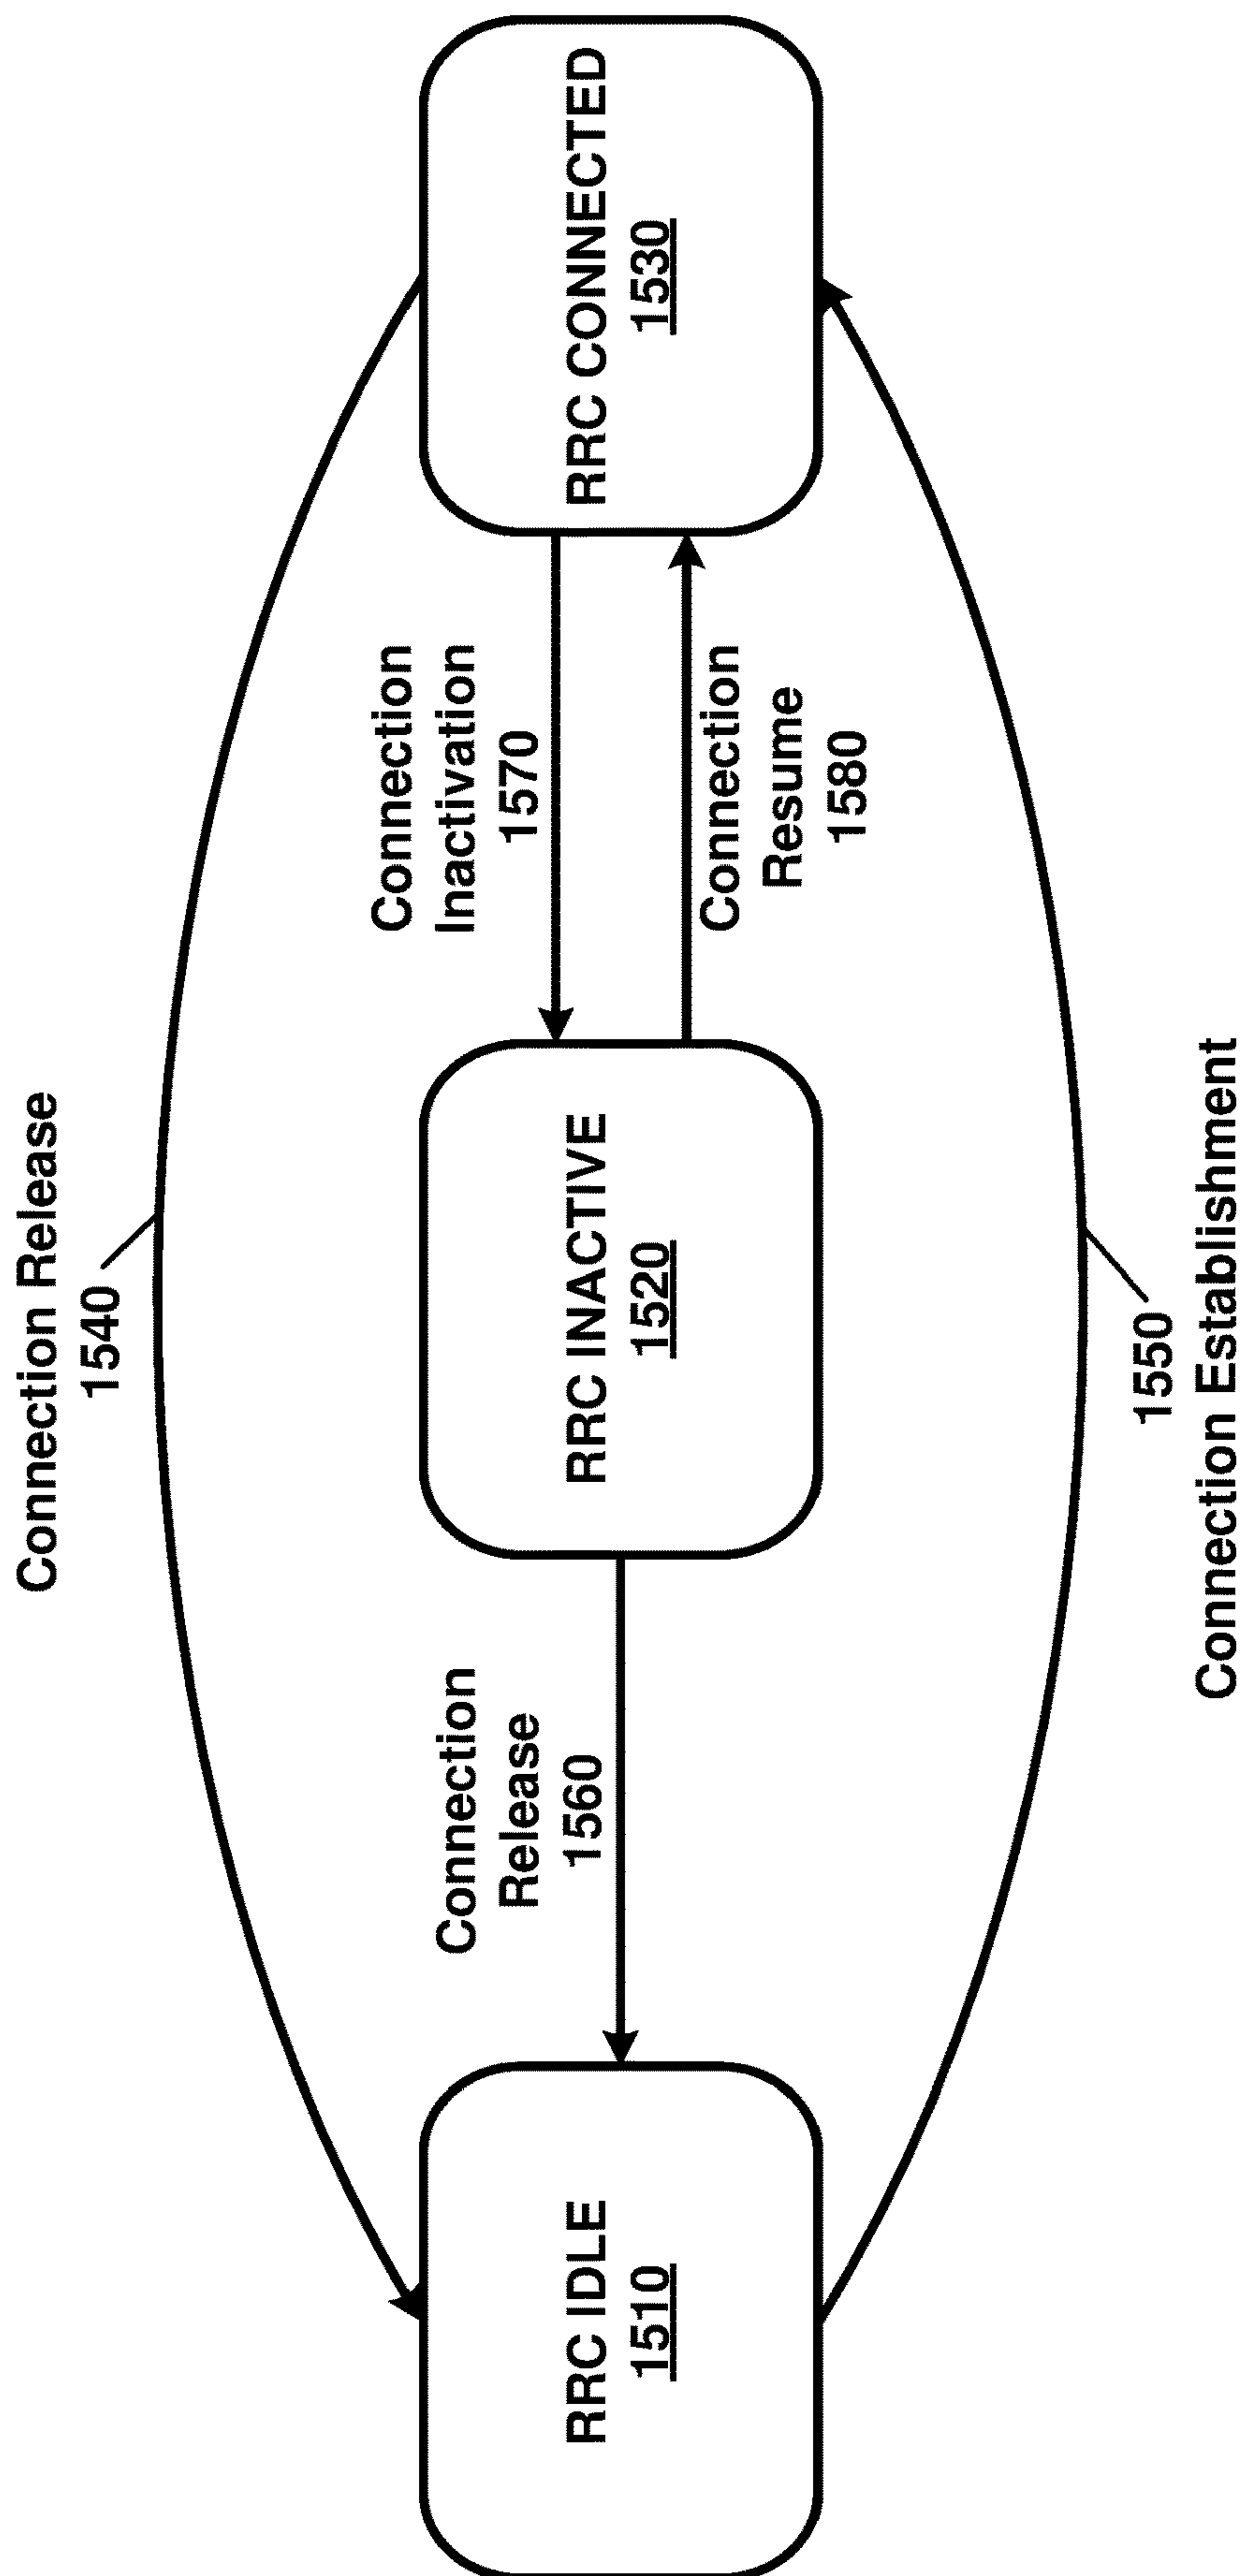 Connection Release
1540
RRC IDLE
1510
Connection
Release
1560
RRC INACTIVE
1520
Connection
Inactivation
1570
Connection
Resume
1580
RRC CONNECTED
1530
1550
Connection Establishment